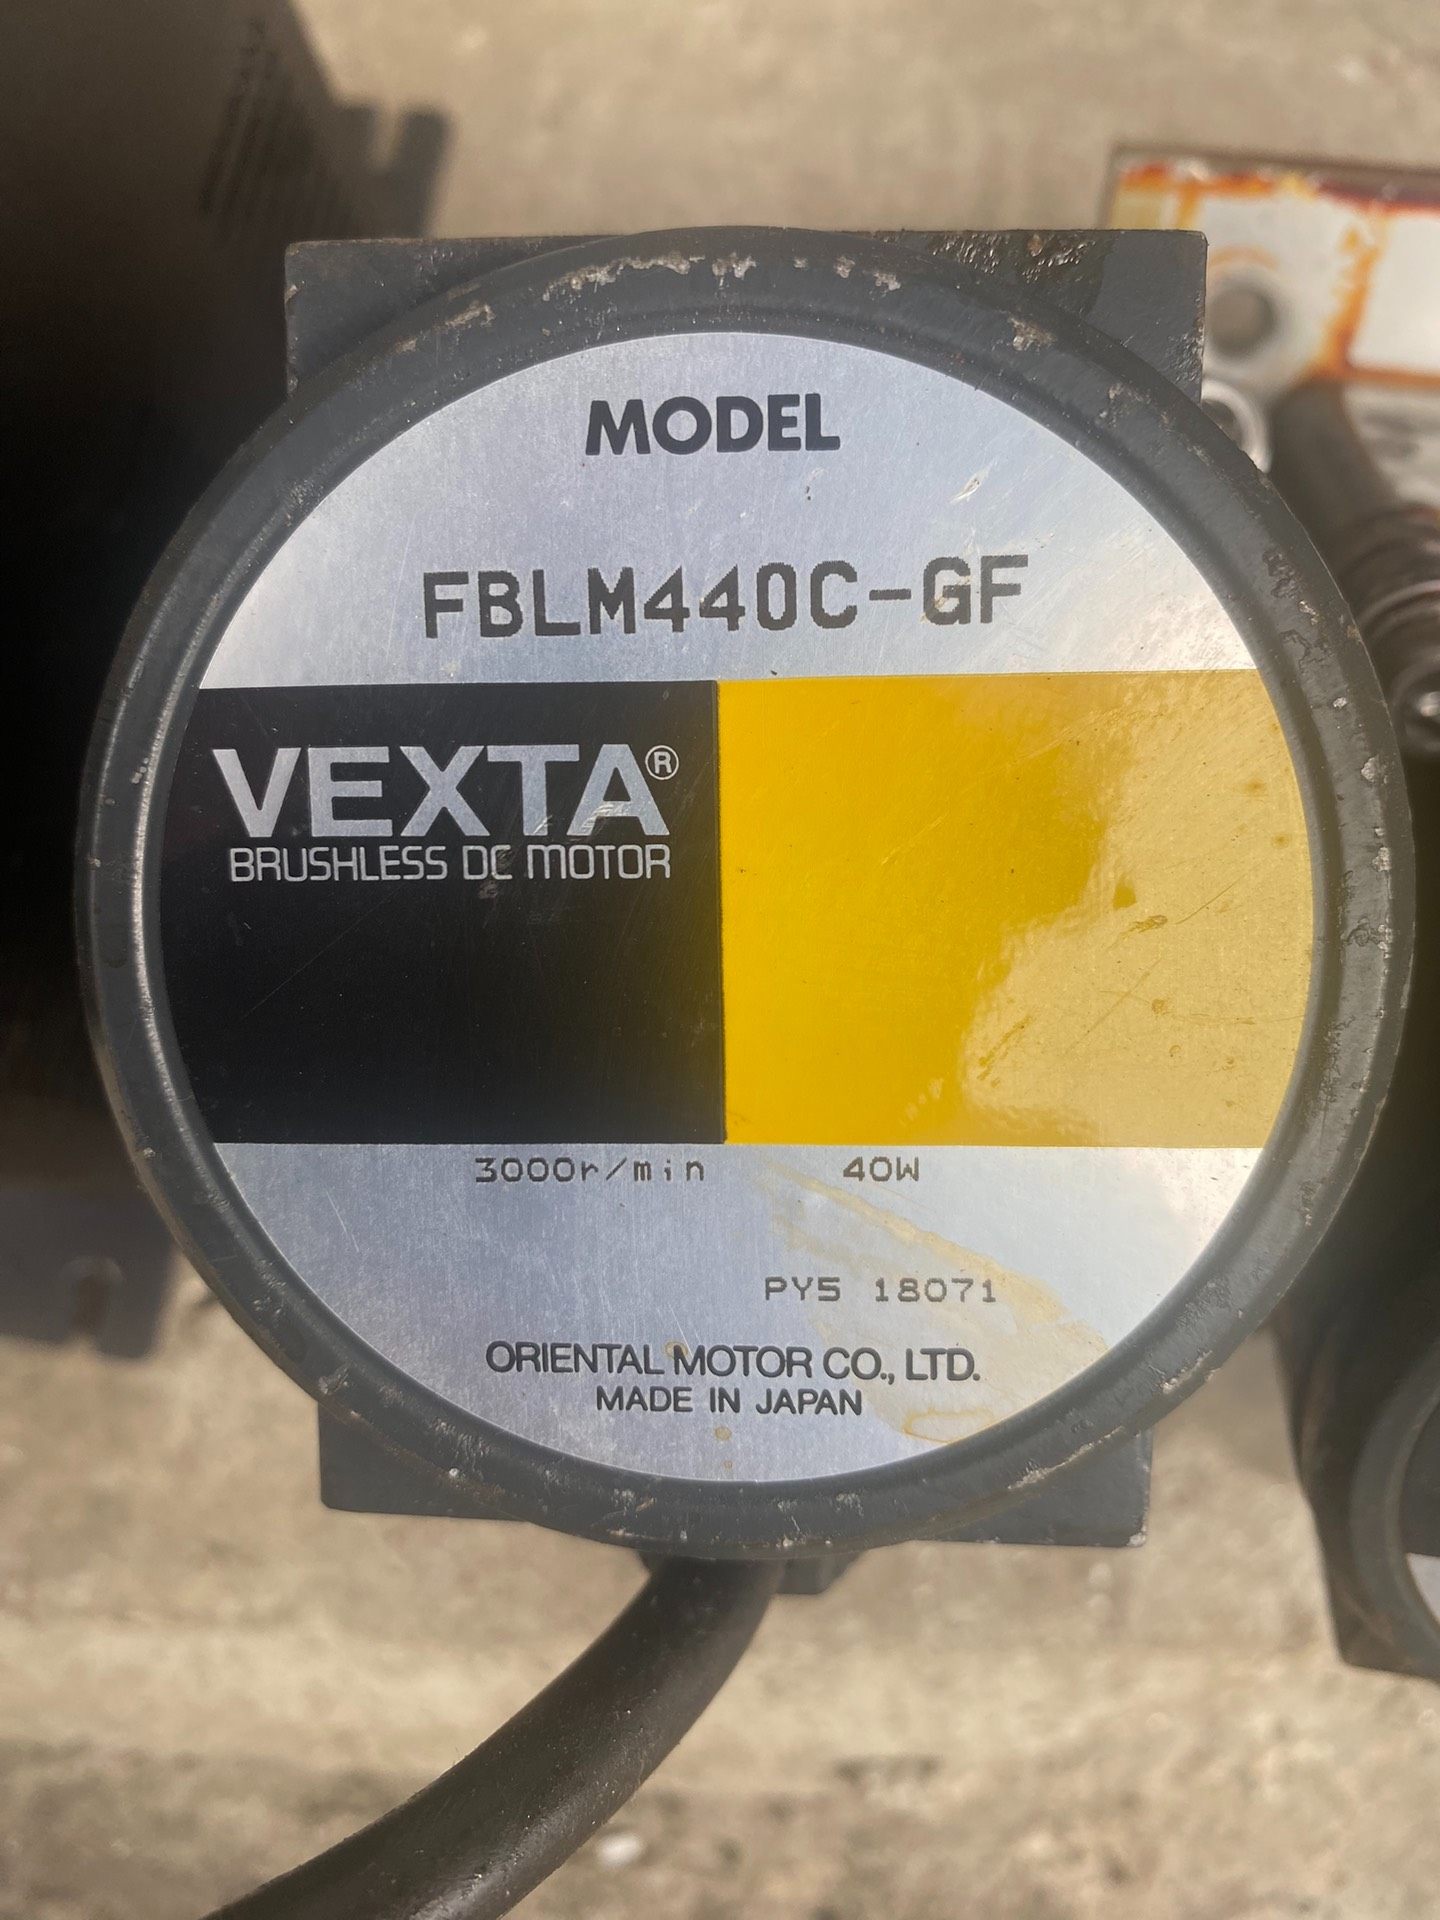 MODEL
FBLM440C-GF
VEXTA®
BRUSHLESS DC MOTOR
3000r/min 40W
PY5 18071
ORIENTAL MOTOR CO., LTD.
MADE IN JAPAN